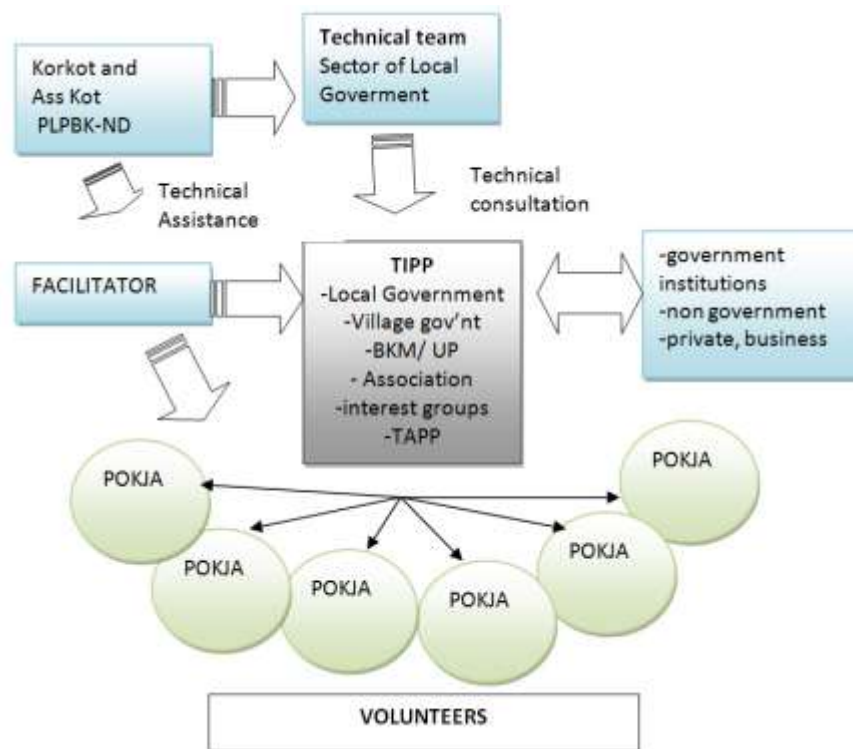 Korkot and
Ass Kot
PLPBK-ND
Technical team
Sector of Local
Goverment
Technical
Assistance
Technical
consultation
FACILITATOR
TIPP
-Local Government
-Village gov'nt
-BKM/ UP
- Association
-interest groups
-TAPP
-government
institutions
-non government
-private, business
POKJA
POKJA
POKJA
POKJA
POKJA
POKJA
VOLUNTEERS